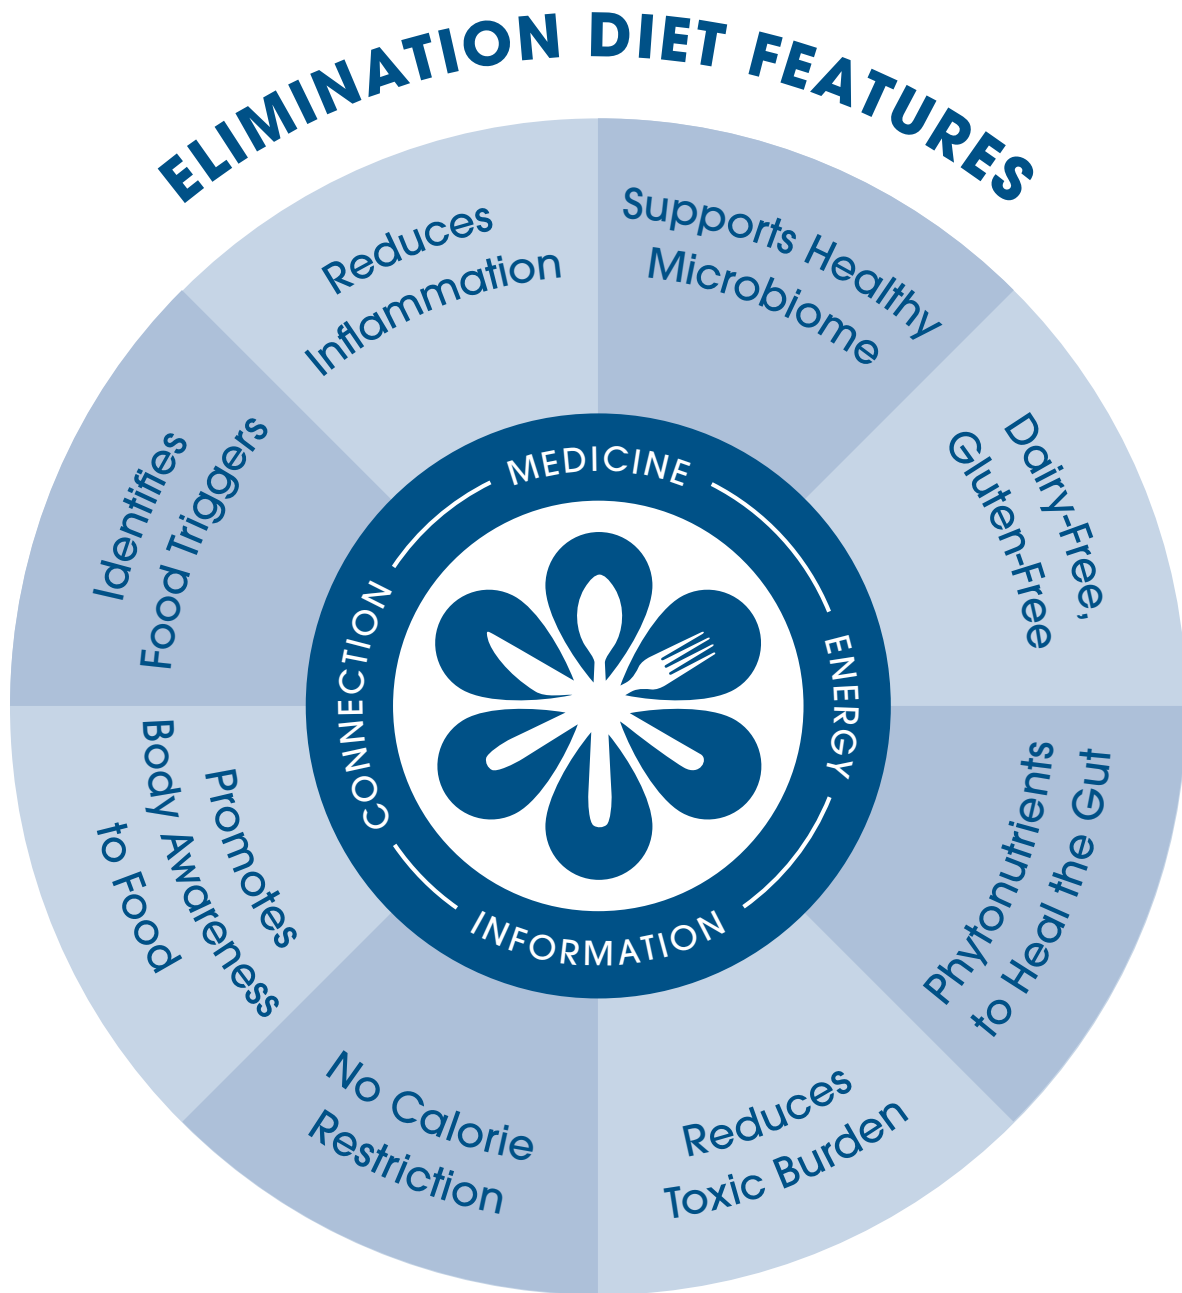 ELIMINATION DIET FEATURES
Supports Healthy
Microbiome
Dairy-Free,
Gluten-Free
Phytonutrients
to Heal the Gut
Reduces
Toxic Burden
No Calorie
Restriction
Promotes
Body Awareness
to Food
Identifies
Food Triggers
Reduces
Inflammation
MEDICINE
ENERGY
INFORMATION
CONNECTION